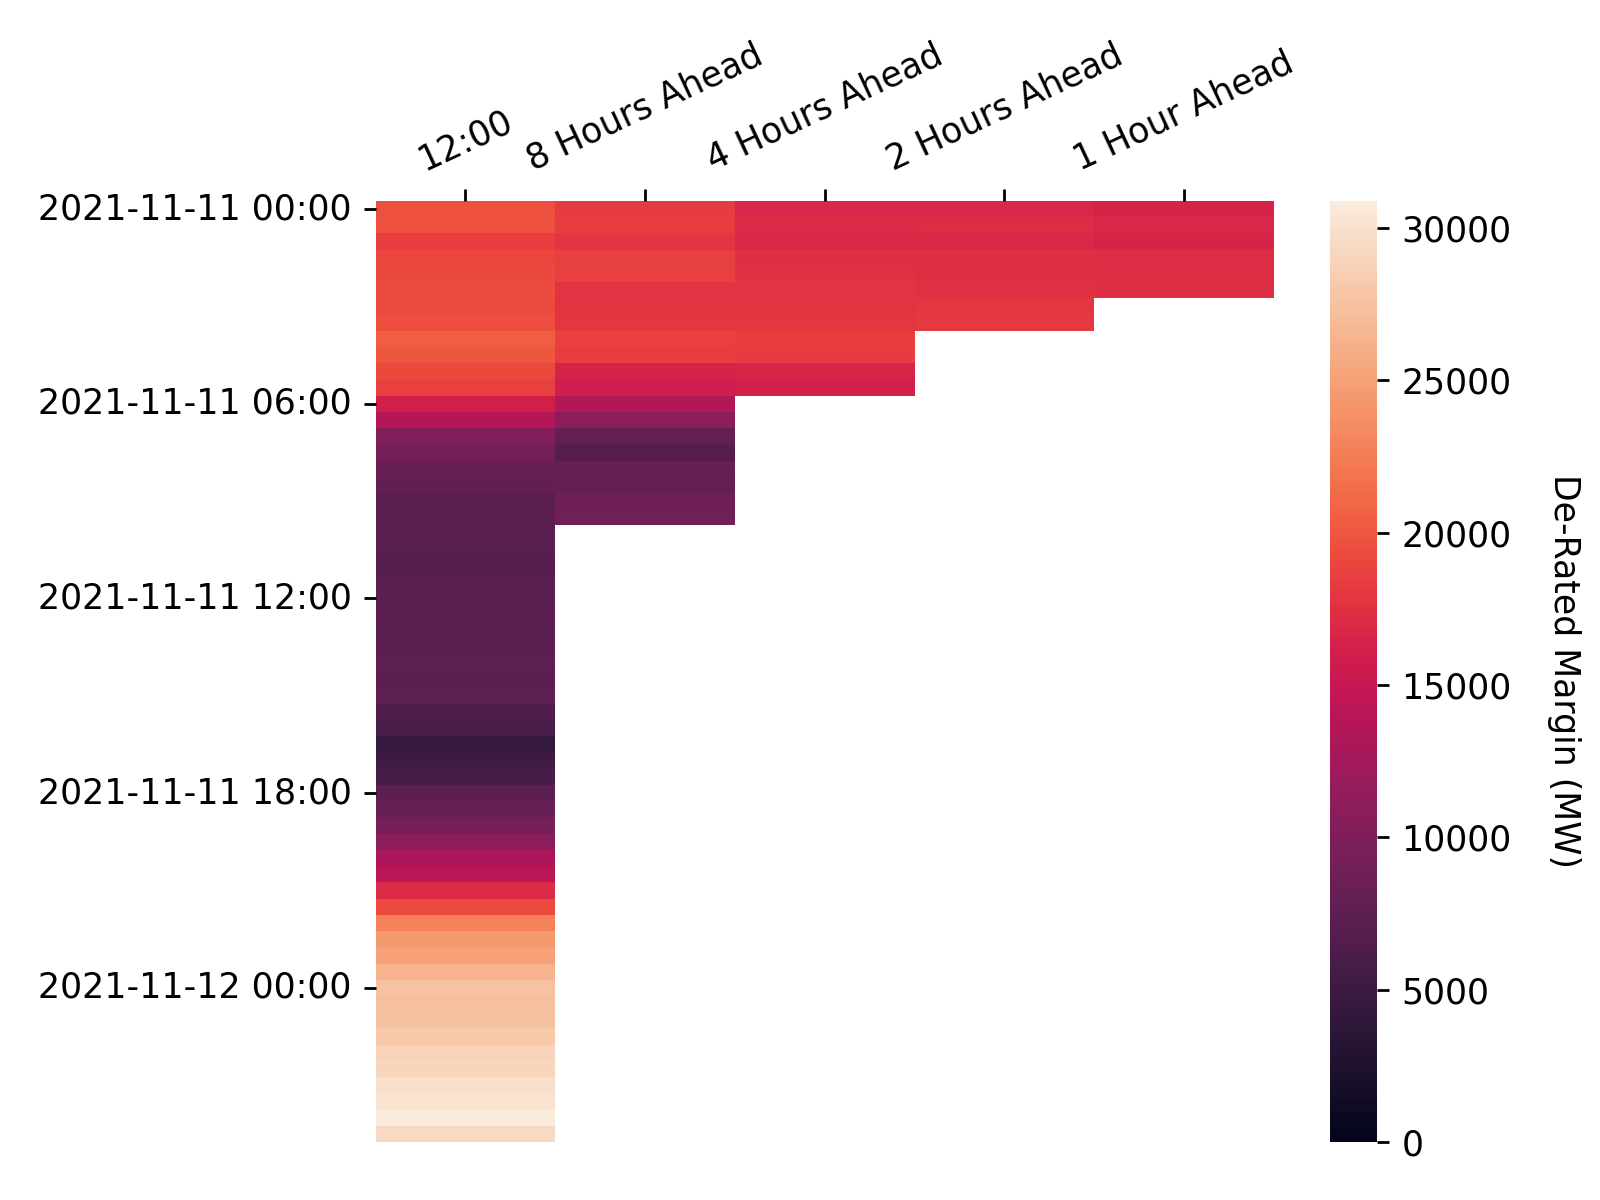 12:00
8 Hours Ahead
4 Hours Ahead
2 Hours Ahead
1 Hour Ahead
2021-11-11 00:00
2021-11-11 06:00
2021-11-11 12:00
2021-11-11 18:00
2021-11-12 00:00
30000
25000
20000
15000
10000
5000
0
De-Rated Margin (MW)